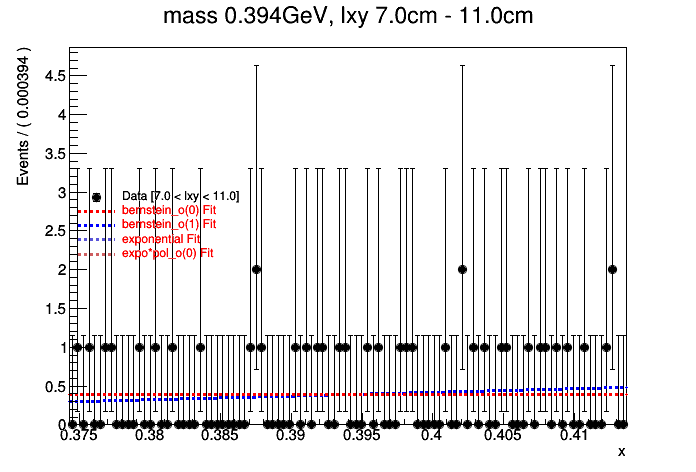 mass 0.394GeV, lxy 7.0cm - 11.0cm
Events / ( 0.000394 )
4.5
4
3.5
3
2.5
2
1.5
1
0.5
0
Data [7.0 < lxy < 11.0]
bernstein_o(0) Fit
bernstein_o(1) Fit
exponential Fit
expo*pol_o(0) Fit
0.375 0.38 0.385 0.39 0.395 0.4 0.405 0.41
x